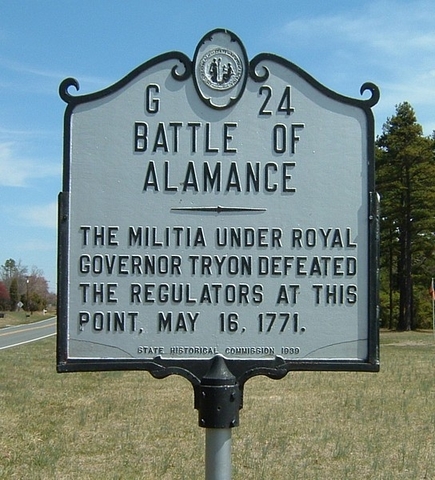 G 24
BATTLE OF
ALAMANCE
THE MILITIA UNDER ROYAL
GOVERNOR TRYON DEFEATED
THE REGULATORS AT THIS
POINT, MAY 16, 1771.
STATE HISTORICAL COMMISSION 1939